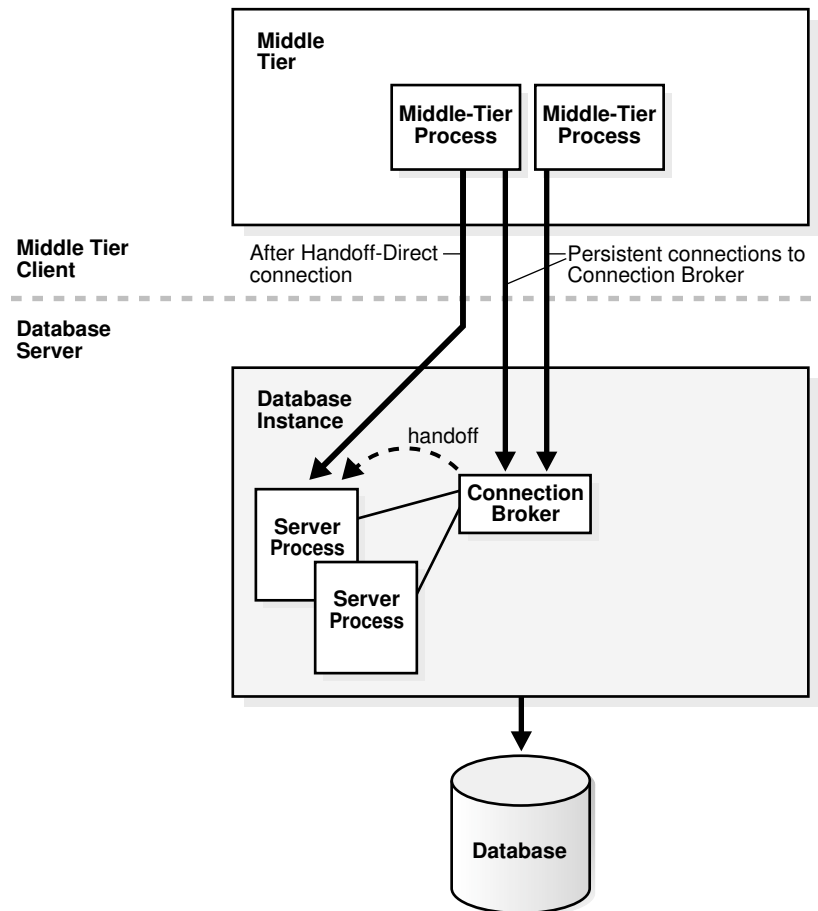 Middle
Tier
Middle-Tier
Process
Middle-Tier
Process
Middle Tier
Client
After Handoff-Direct
connection
Persistent connections to
Connection Broker
Database
Server
Database
Instance
handoff
Connection
Broker
Server
Process
Server
Process
Database